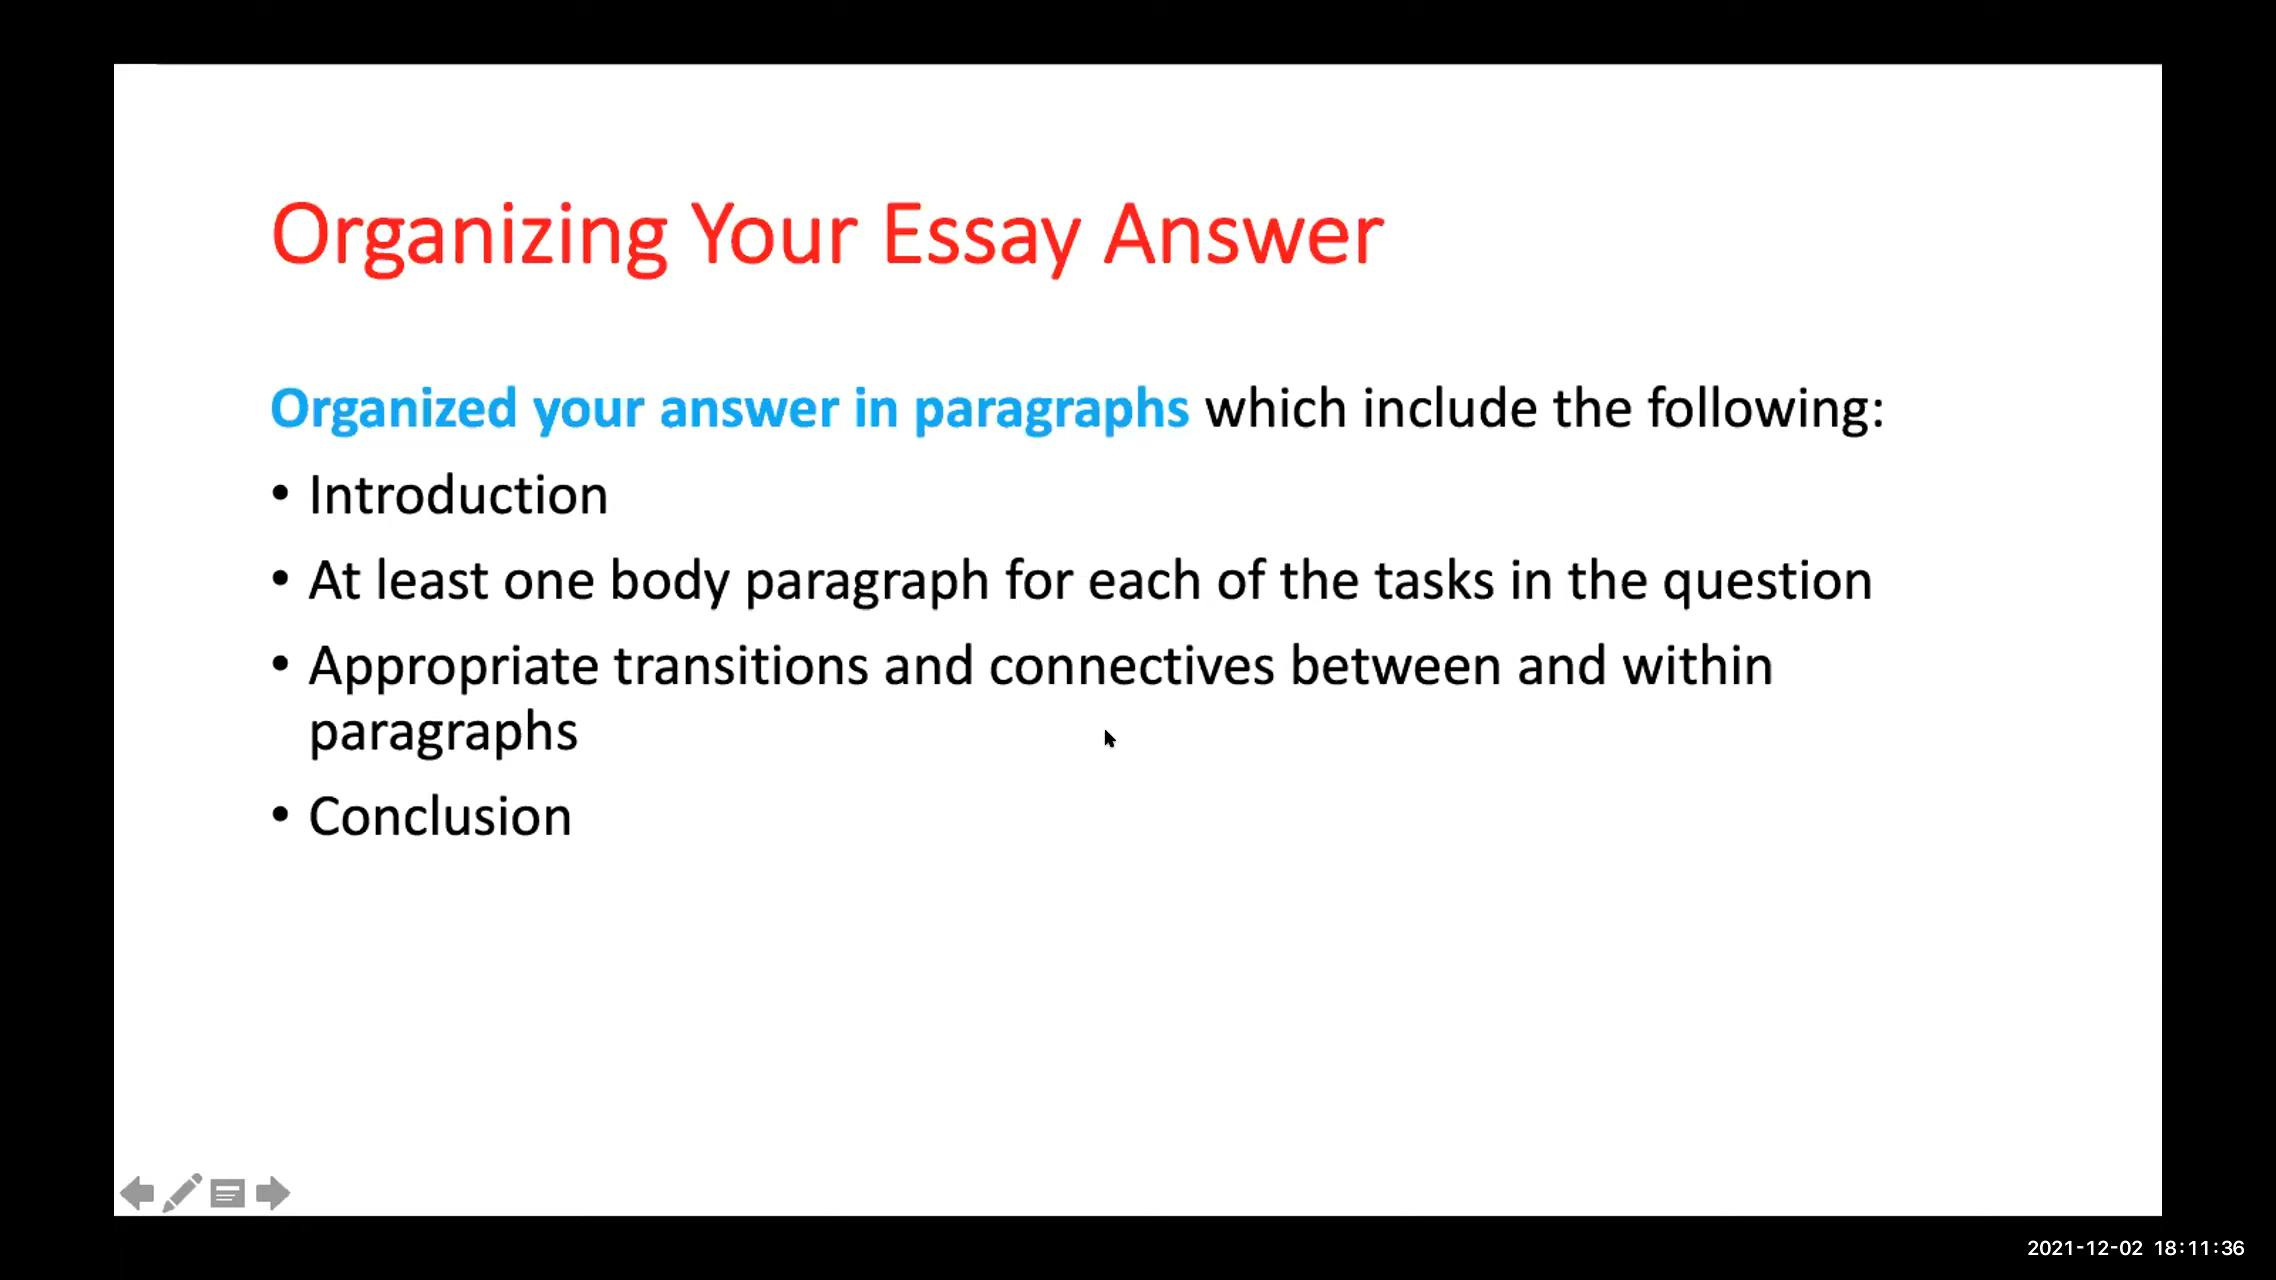 Organizing Your Essay Answer
Organized your answer in paragraphs which include the following:
• Introduction
• At least one body paragraph for each of the tasks in the question
• Appropriate transitions and connectives between and within
paragraphs
• Conclusion
2021-12-02 18:11:36